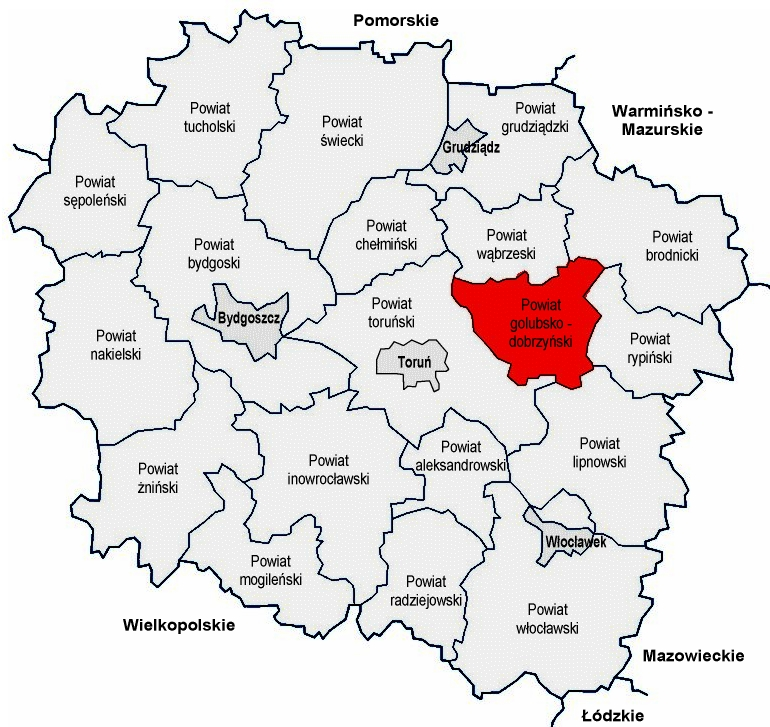 Pomorskie
Powiat
tucholski
Powiat
świecki
Powiat
grudziądzki
Warmińsko -
Mazurskie
Grudziądz
Powiat
sępoleński
Powiat
chełmiński
Powiat
wąbrzeski
Powiat
brodnicki
Powiat
bydgoski
Bydgoszcz
Powiat
toruński
Powiat
golubsko -
dobrzyński
Powiat
nakielski
Toruń
Powiat
rypiński
Powiat
żniński
Powiat
inowrocławski
Powiat
aleksandrowski
Powiat
lipnowski
Włocławek
Powiat
mogileński
Powiat
radziejowski
Powiat
włocławski
Wielkopolskie
Mazowieckie
Łódzkie